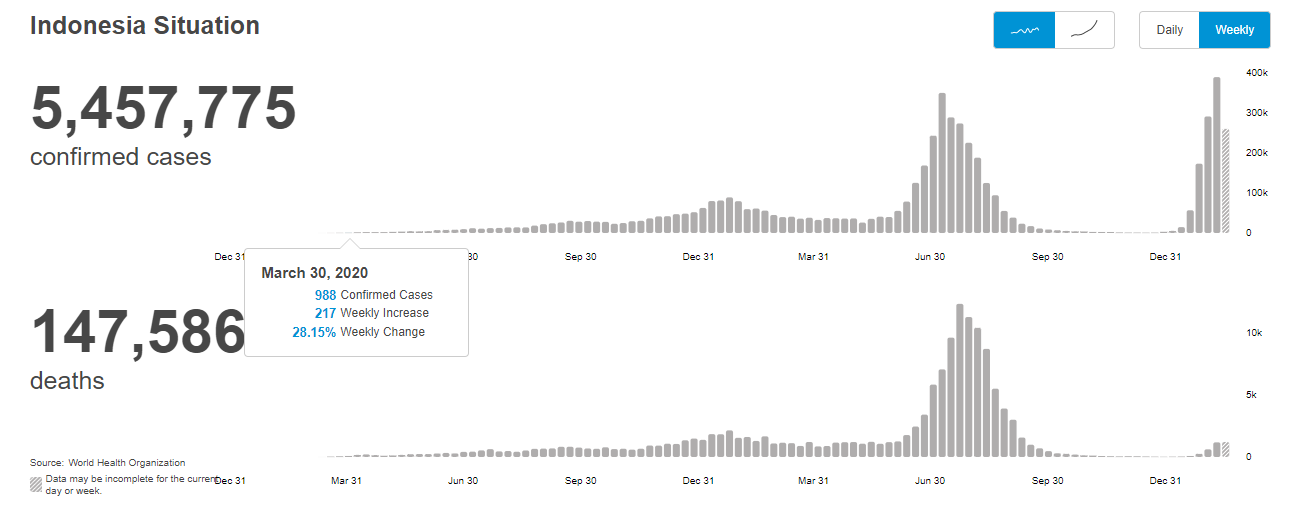 Indonesia Situation
Daily
Weekly
5,457,775
confirmed cases
400k
300k
200k
100k
0
Dec 31
30
Sep 30
Dec 31
Mar 31
Jun 30
Sep 30
Dec 31
March 30, 2020
988 Confirmed Cases
217 Weekly Increase
28.15% Weekly Change
147,586
deaths
10k
5k
0
Dec 31
Mar 31
Jun 30
Sep 30
Dec 31
Mar 31
Jun 30
Sep 30
Dec 31
Source: World Health Organization
Data may be incomplete for the current
day or week.